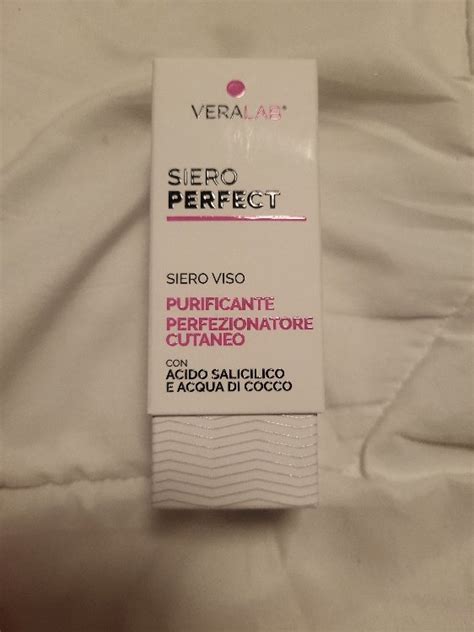 VERALAB®
SIERO
PERFECT
SIERO VISO
PURIFICANTE
PERFEZIONATORE
CUTANEO
CON
ACIDO SALICILICO
E ACQUA DI COCCO